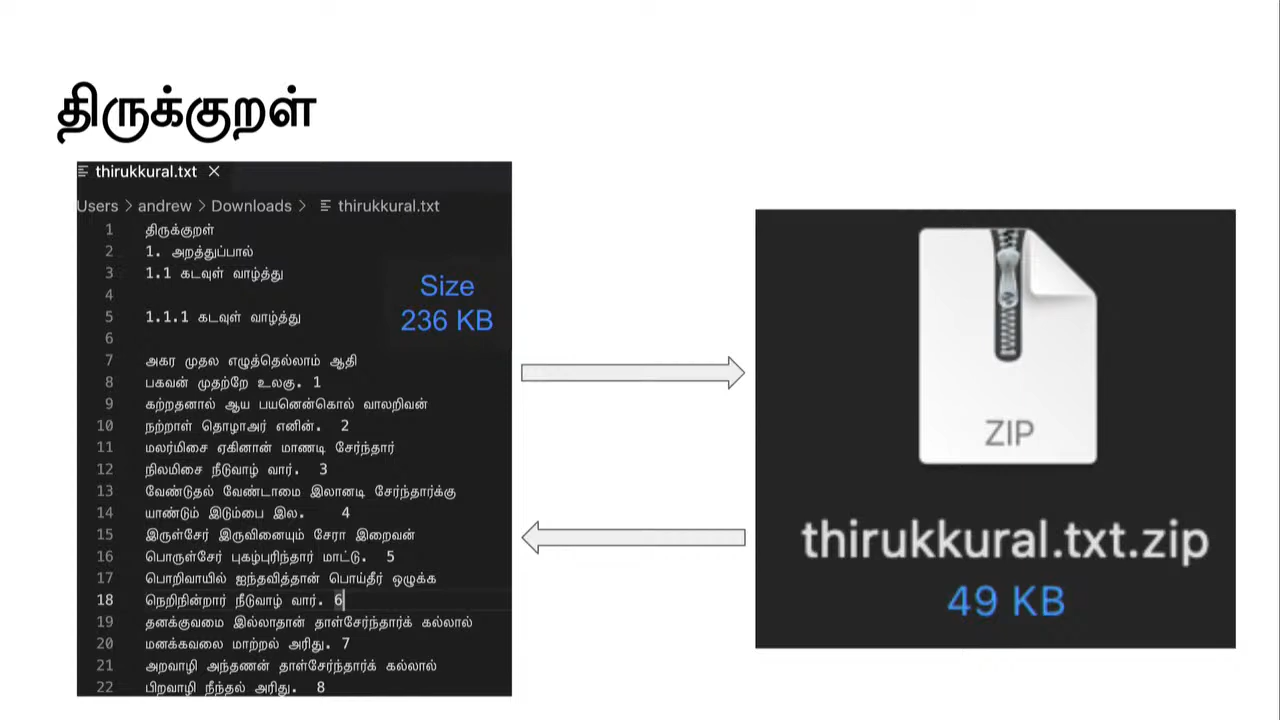 திருக்குறள்
thirukkural.txt ×
Users > andrew > Downloads > thirukkural.txt
1 திருக்குறள்
2 1. அறத்துப்பால்
3 1.1 கடவுள் வாழ்த்து
4
5 1.1.1 கடவுள் வாழ்த்து
6
7 அகர முதல எழுத்தெல்லாம் ஆதி
8 பகவன் முதற்றே உலகு. 1
9 கற்றதனால் ஆய பயனென்கொல் வாலறிவன்
10 நற்றாள் தொழாஅர் எனின். 2
11 மலர்மிசை ஏகினான் மாணடி சேர்ந்தார்
12 நிலமிசை நீடுவாழ் வார். 3
13 வேண்டுதல் வேண்டாமை இலானடி சேர்ந்தார்க்கு
14 யாண்டும் இடும்பை இல. 4
15 இருள்சேர் இருவினையும் சேரா இறைவன்
16 பொருள்சேர் புகழ்புரிந்தார் மாட்டு. 5
17 பொறிவாயில் ஐந்தவித்தான் பொய்தீர் ஒழுக்க
18 நெறிநின்றார் நீடுவாழ் வார். 6
19 தனக்குவமை இல்லாதான் தாள்சேர்ந்தார்க் கல்லால்
20 மனக்கவலை மாற்றல் அரிது. 7
21 அறவாழி அந்தணன் தாள்சேர்ந்தார்க் கல்லால்
22 பிறவாழி நீந்தல் அரிது. 8
Size
236 KB
ZIP
thirukkural.txt.zip
49 KB